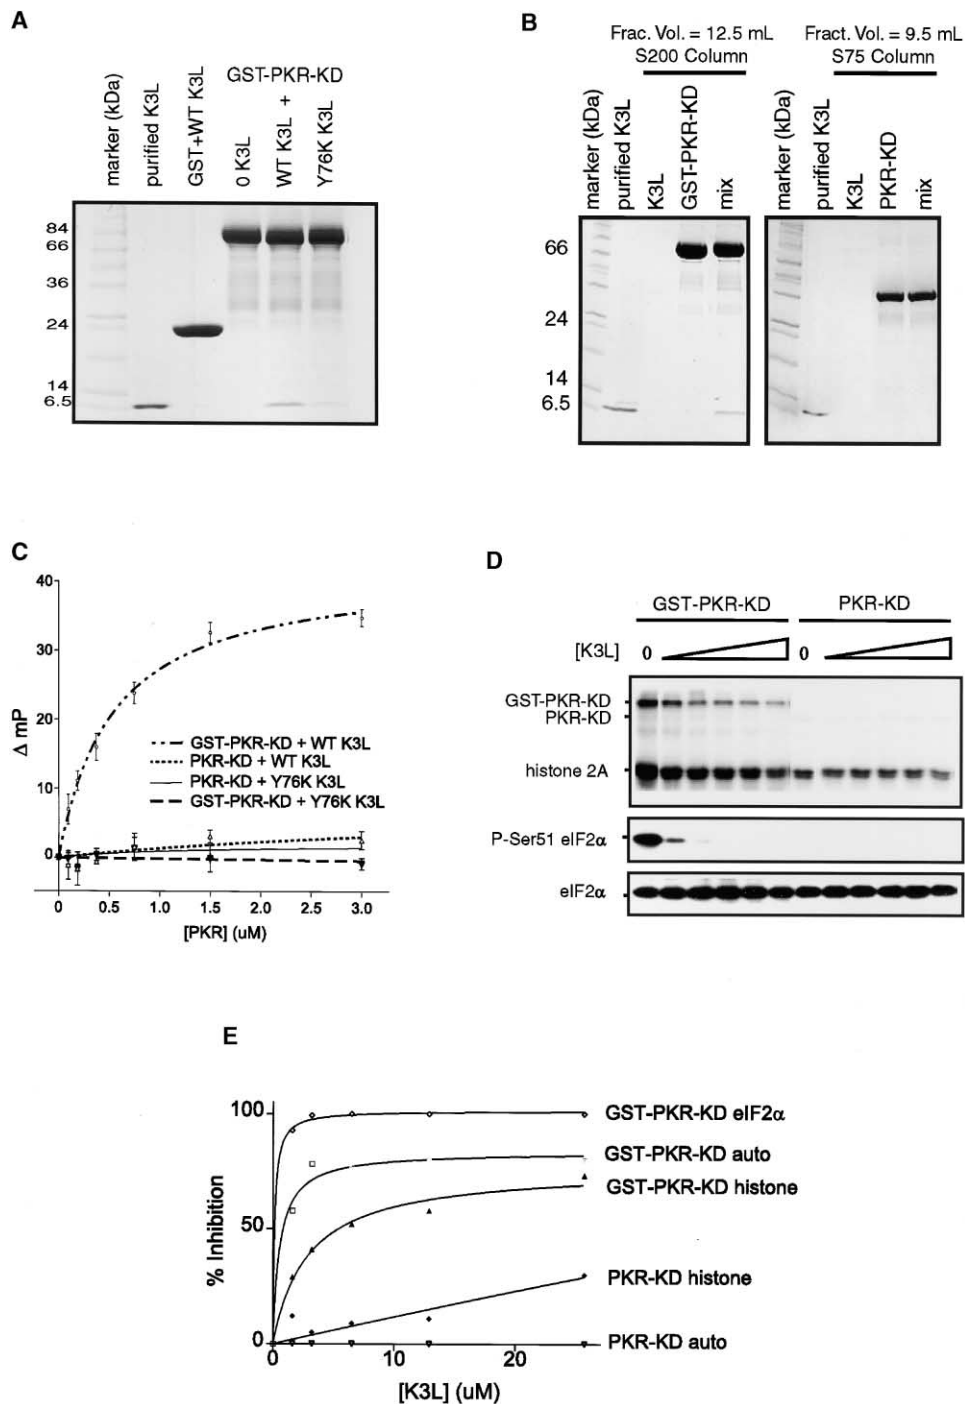 A
marker (kDa)
purified K3L
GST+WT K3L
GST-PKR-KD
0 K3L
WT K3L +
Y76K K3L
84
66
36
24
14
6.5
B
Frac. Vol. = 12.5 mL
S200 Column
marker (kDa)
purified K3L
K3L
GST-PKR-KD
mix
Fract. Vol. = 9.5 mL
S75 Column
marker (kDa)
purified K3L
K3L
PKR-KD
mix
66
24
14
6.5
C
Δ mP
40
30
20
10
0
GST-PKR-KD + WT K3L
PKR-KD + WT K3L
PKR-KD + Y76K K3L
GST-PKR-KD + Y76K K3L
0 0.5 1.0 1.5 2.0 2.5 3.0
[PKR] (uM)
D
GST-PKR-KD PKR-KD
[K3L] 0 0
GST-PKR-KD
PKR-KD
histone 2A
P-Ser51 eIF2α
eIF2α
E
% Inhibition
100
50
0
GST-PKR-KD eIF2α
GST-PKR-KD auto
GST-PKR-KD histone
PKR-KD histone
PKR-KD auto
0 10 20
[K3L] (uM)